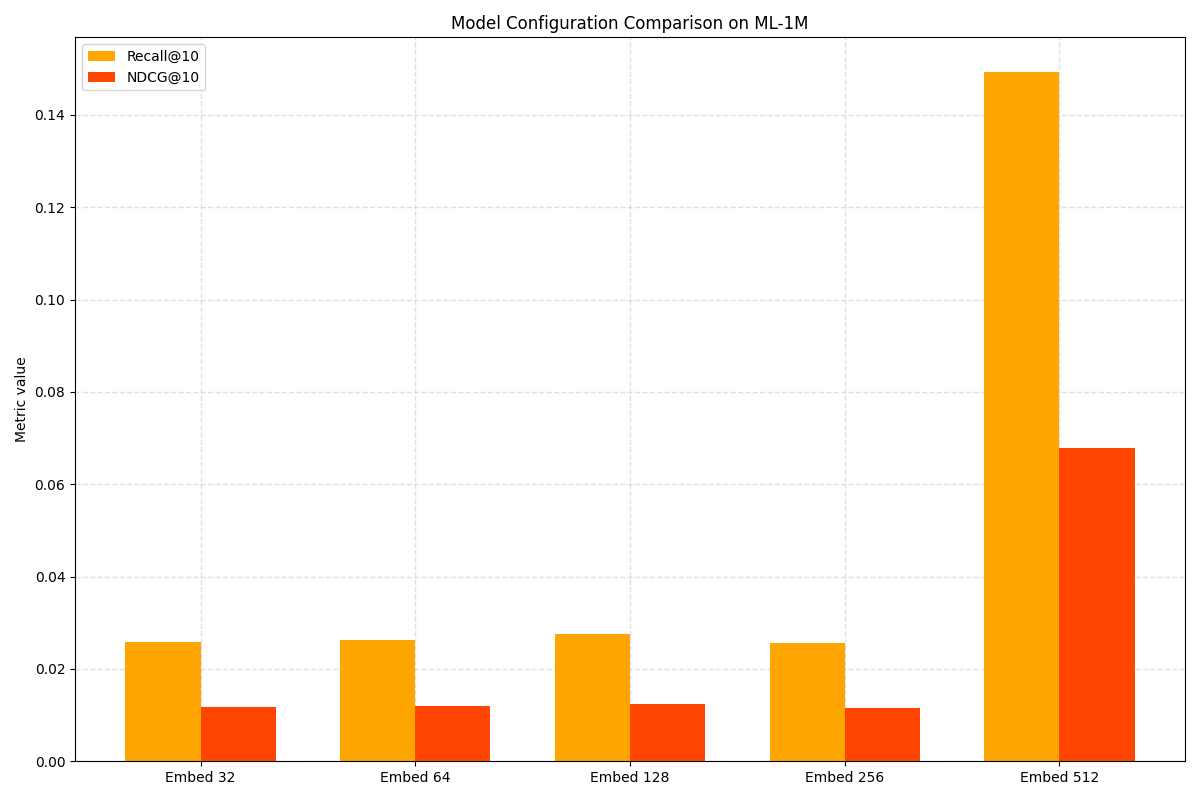 Model Configuration Comparison on ML-1M
Recall@10
NDCG@10
Metric value
0.14
0.12
0.10
0.08
0.06
0.04
0.02
0.00
Embed 32 Embed 64 Embed 128 Embed 256 Embed 512